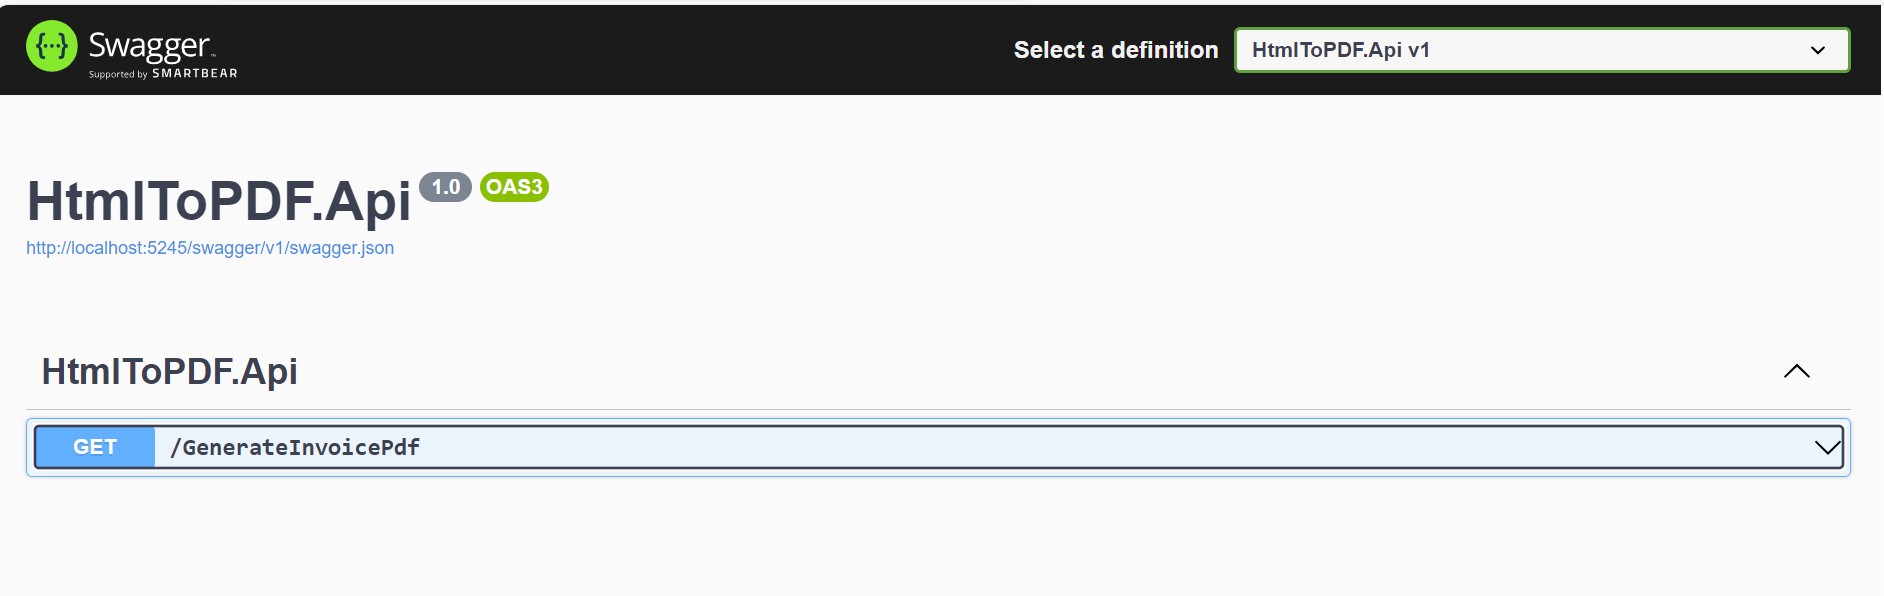 {···} Swagger™
Supported by SMARTBEAR
Select a definition
HtmlToPDF.Api v1
HtmlToPDF.Api 1.0 OAS3
http://localhost:5245/swagger/v1/swagger.json
HtmlToPDF.Api
GET /GenerateInvoicePdf